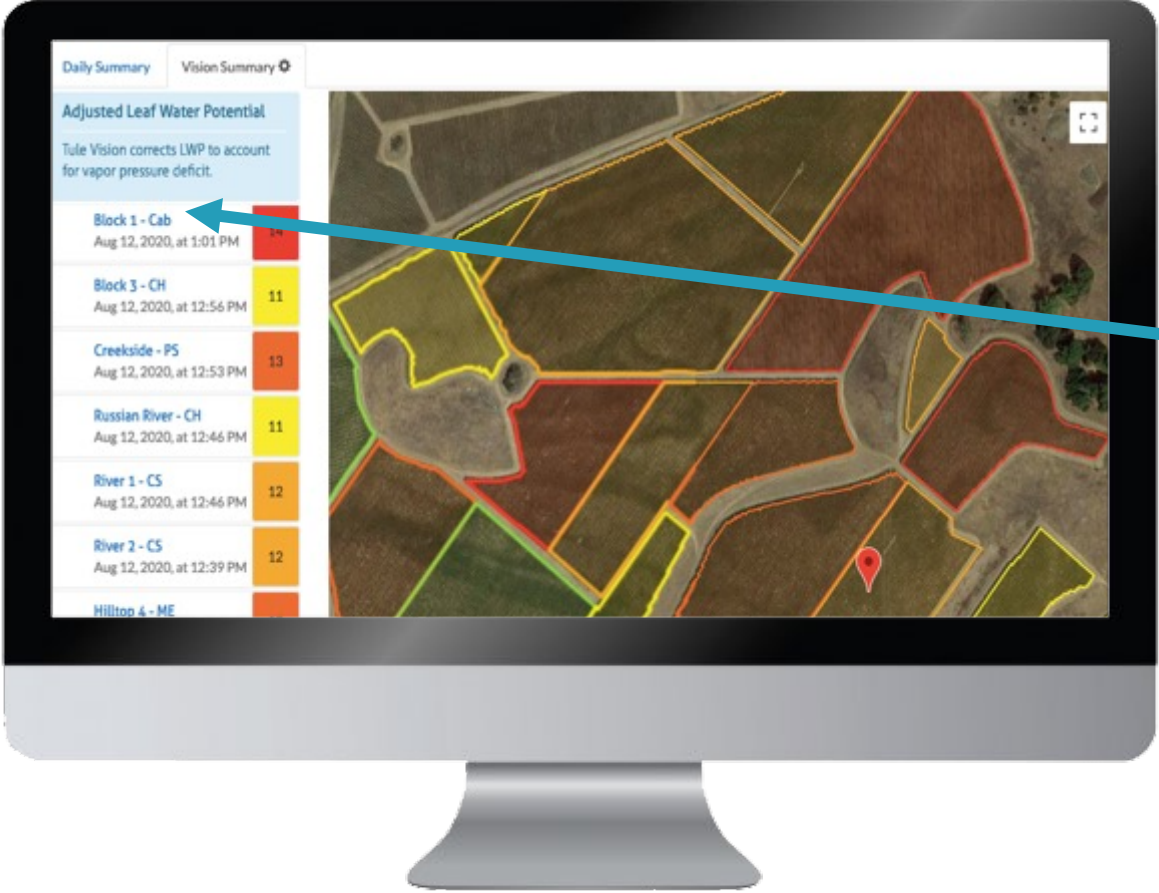 Daily Summary
Vision Summary
Adjusted Leaf Water Potential
Tule Vision corrects LWP to account
for vapor pressure deficit.
Block 1 - Cab
Aug 12, 2020, at 1:01 PM
14
Block 3 - CH
Aug 12, 2020, at 12:56 PM
11
Creekside - PS
Aug 12, 2020, at 12:53 PM
13
Russian River - CH
Aug 12, 2020, at 12:46 PM
11
River 1 - CS
Aug 12, 2020, at 12:46 PM
12
River 2 - CS
Aug 12, 2020, at 12:39 PM
12
Hilltop 4 - ME